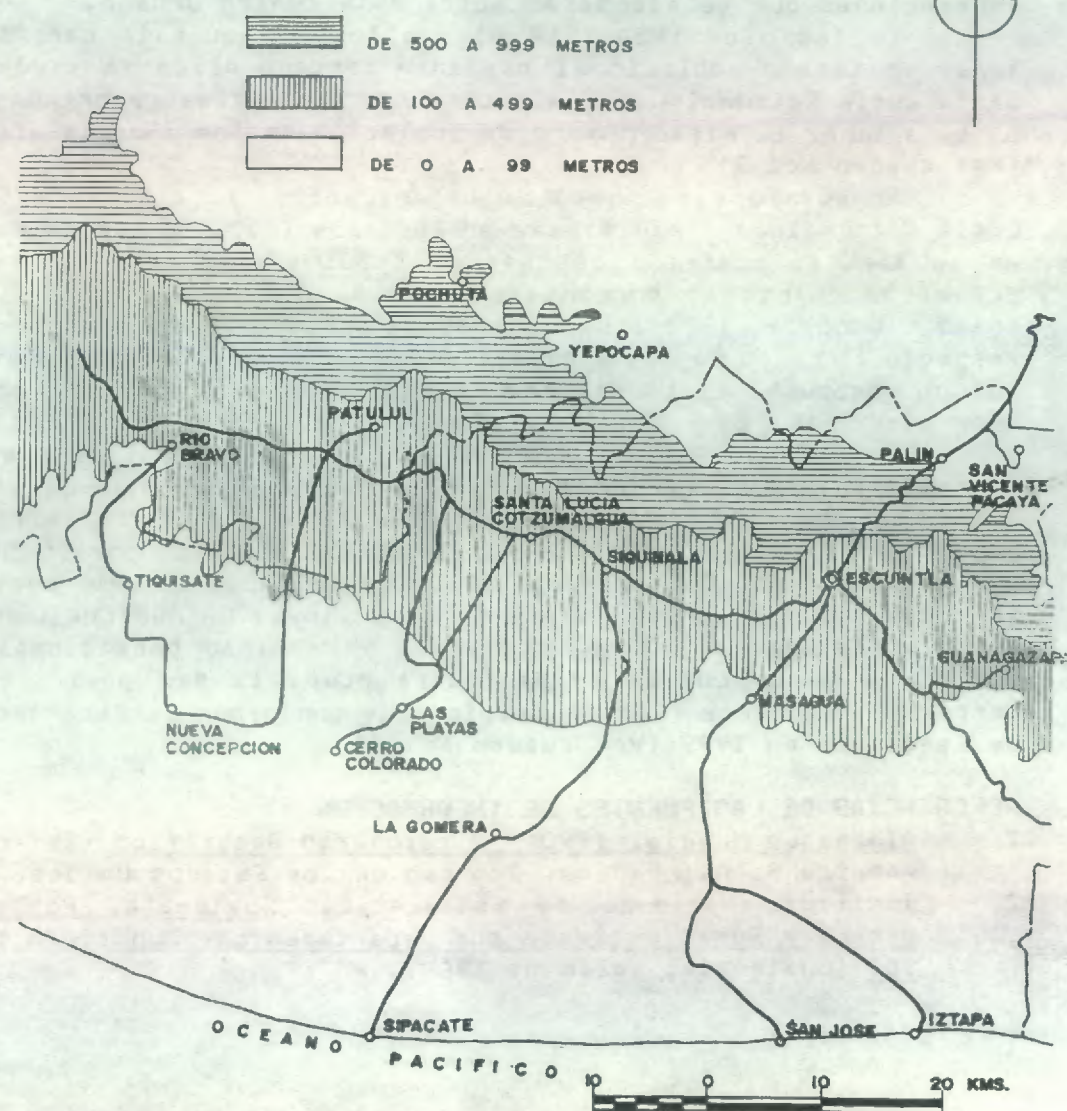 DE 500 A 999 METROS
DE 100 A 499 METROS
DE 0 A 99 METROS
POCHUTA
YEPOCAPA
PATULUL
RIO
BRAVO
PALIN
SAN
VICENTE
PACAYA
SANTA LUCIA
COTZUMALGUA
SIQUINALA
TIQUISATE
ESCUINTLA
GUANAGAZAPA
MASAGUA
NUEVA
CONCEPCION
LAS
PLAYAS
CERRO
COLORADO
LA GOMERA
SIPACATE
SAN JOSE
IZTAPA
OCEANO
PACIFICO
10 0 10 20 KMS.